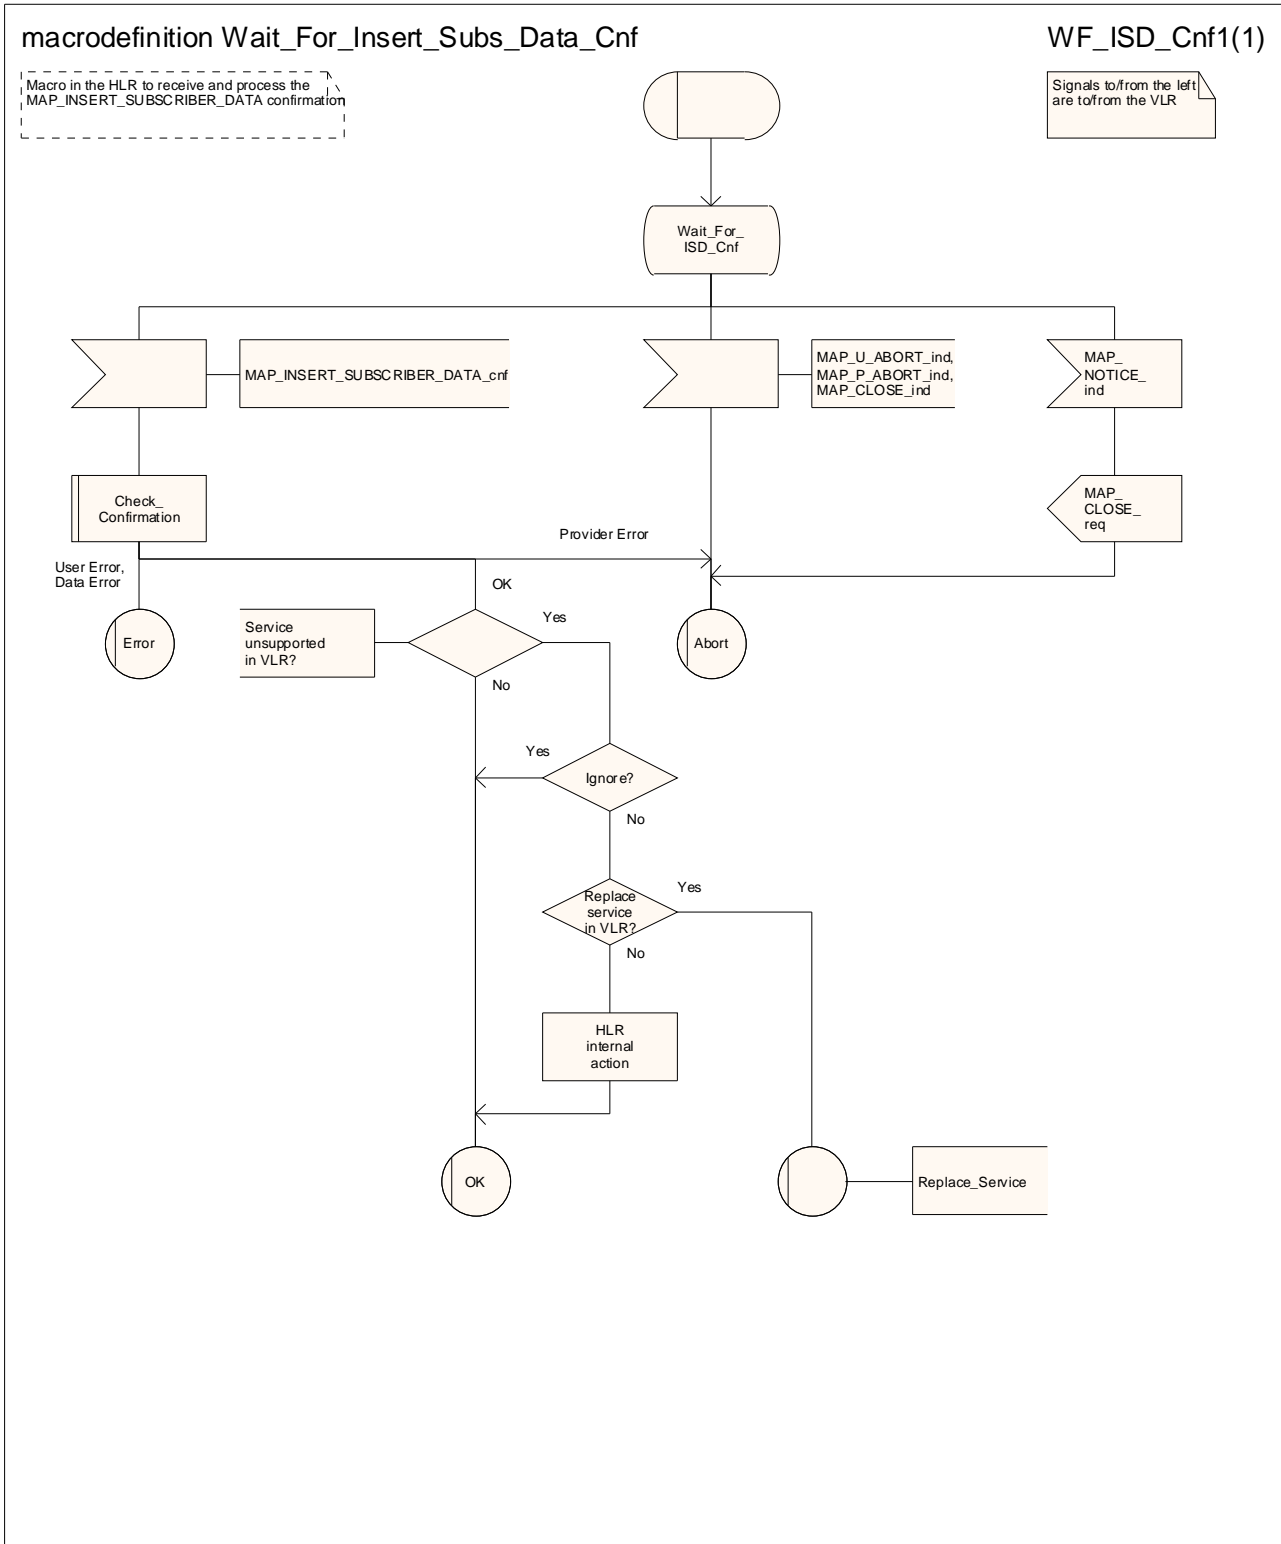 macrodefinition Wait_For_Insert_Subs_Data_Cnf
WF_ISD_Cnf1(1)
Macro in the HLR to receive and process the
MAP_INSERT_SUBSCRIBER_DATA confirmation
Signals to/from the left
are to/from the VLR
Wait_For_
ISD_Cnf
MAP_INSERT_SUBSCRIBER_DATA_cnf
MAP_U_ABORT_ind,
MAP_P_ABORT_ind,
MAP_CLOSE_ind
MAP_
NOTICE_
ind
Check_
Confirmation
MAP_
CLOSE_
req
Provider Error
User Error,
Data Error
OK
Error
Service
unsupported
in VLR?
Yes
No
Abort
Yes
Ignore?
No
Replace
service
in VLR?
Yes
No
HLR
internal
action
OK
Replace_Service